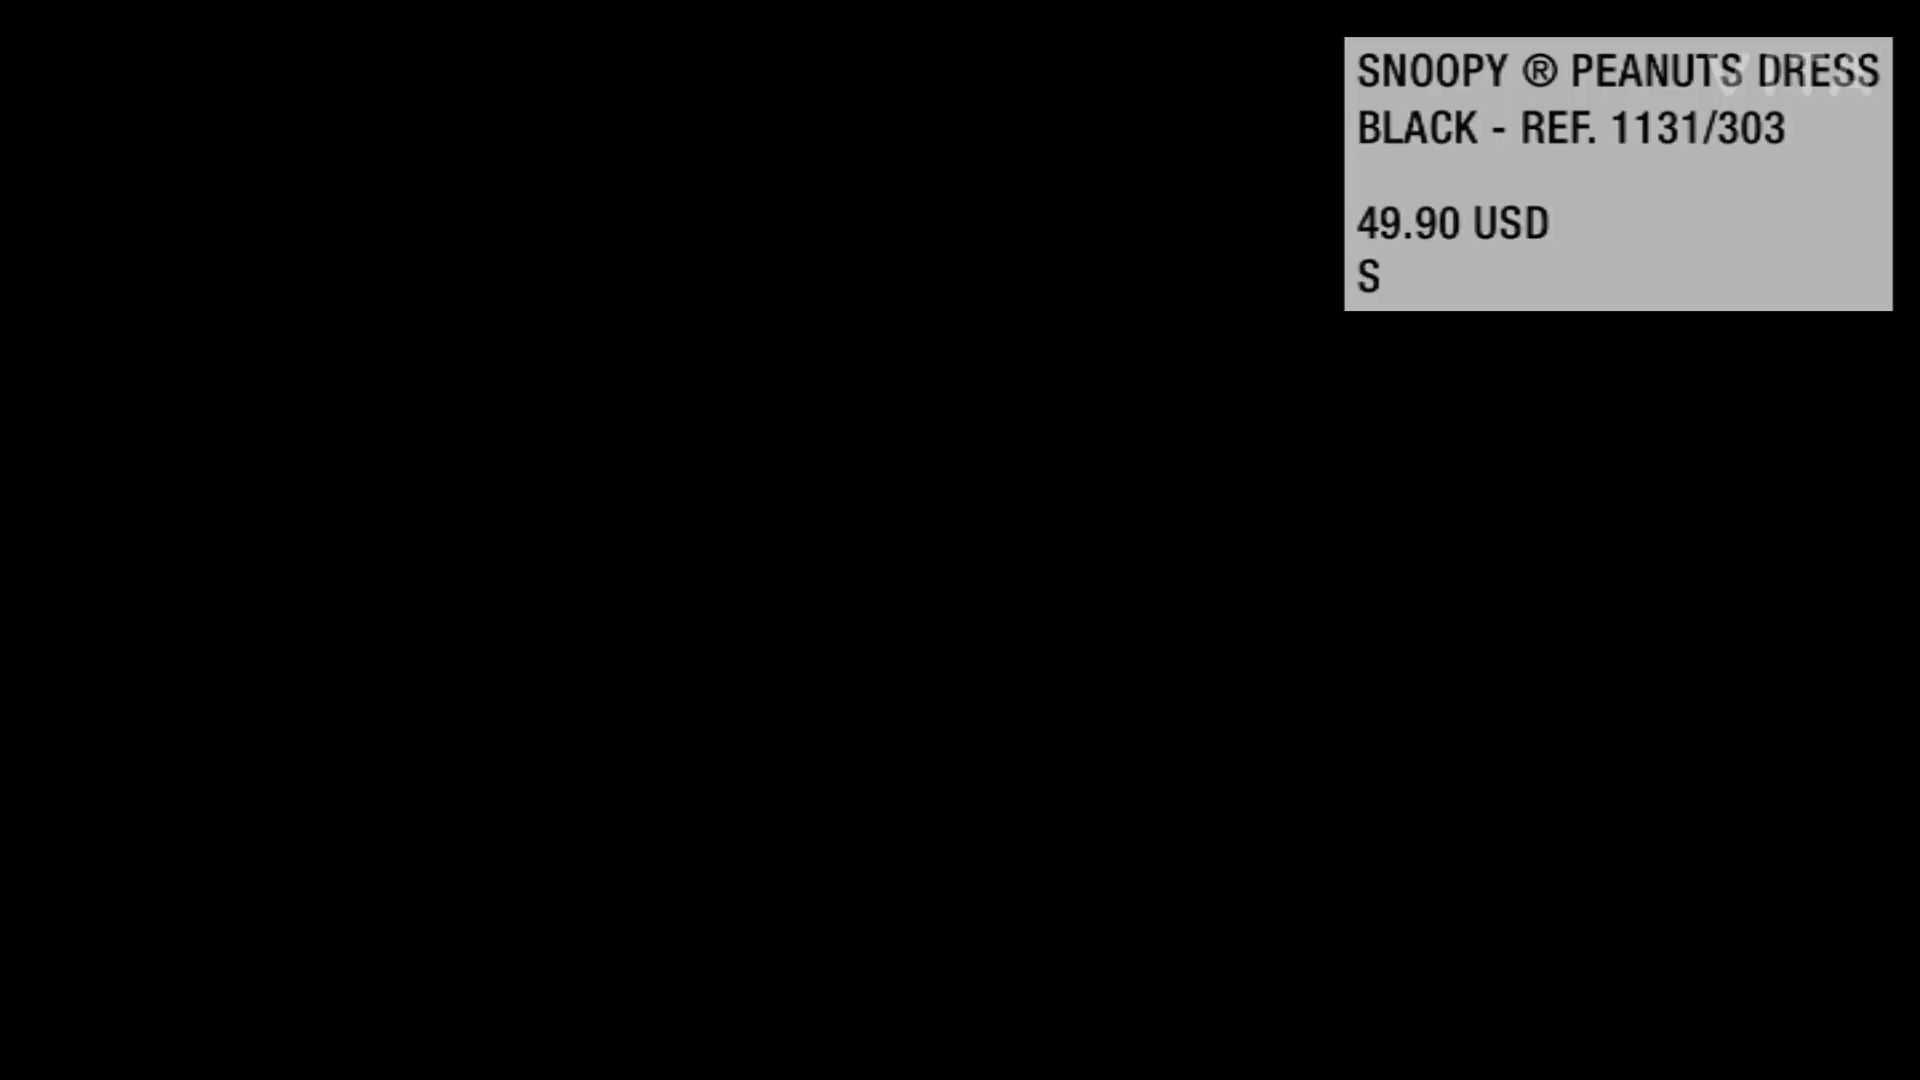 SNOOPY ® PEANUTS DRESS
BLACK - REF. 1131/303
49.90 USD
S